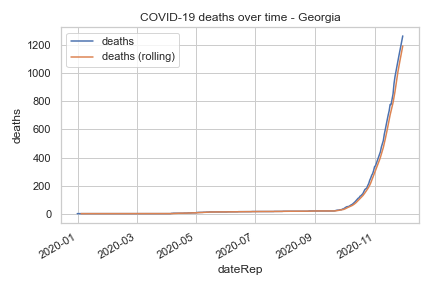 COVID-19 deaths over time - Georgia
deaths
deaths (rolling)
1200
1000
800
600
400
200
0
deaths
2020-01
2020-03
2020-05
2020-07
2020-09
2020-11
dateRep